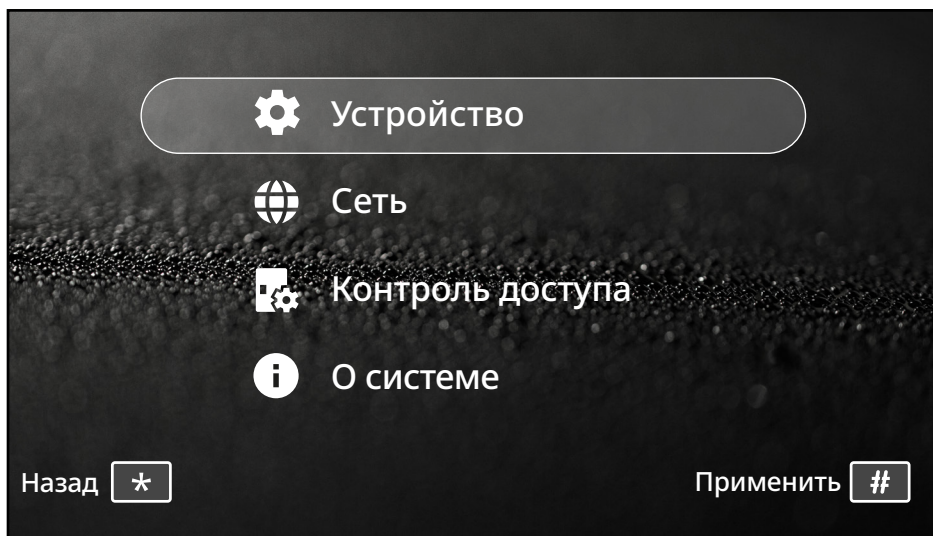 Устройство
Сеть
Контроль доступа
О системе
Назад *
Применить #